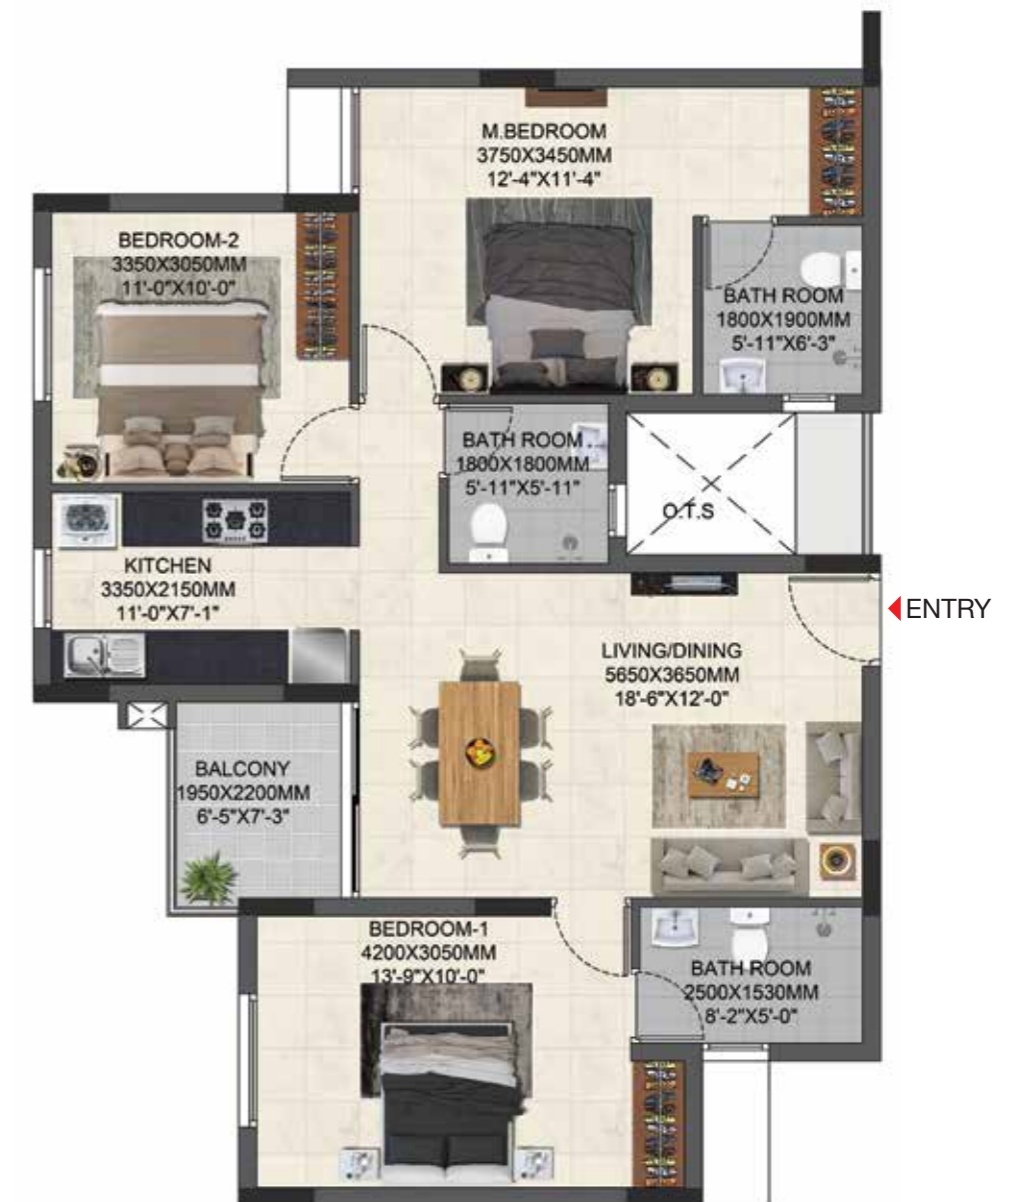 M.BEDROOM
3750X3450MM
12'-4"X11'-4"
BEDROOM-2
3350X3050MM
11'-0"X10'-0"
BATH ROOM
1800X1900MM
5'-11"X6'-3"
BATH ROOM
1800X1800MM
5'-11"X5'-11"
O.T.S
KITCHEN
3350X2150MM
11'-0"X7'-1"
ENTRY
LIVING/DINING
5650X3650MM
18'-6"X12'-0"
BALCONY
1950X2200MM
6'-5"X7'-3"
BEDROOM-1
4200X3050MM
13'-9"X10'-0"
BATH ROOM
2500X1530MM
8'-2"X5'-0"